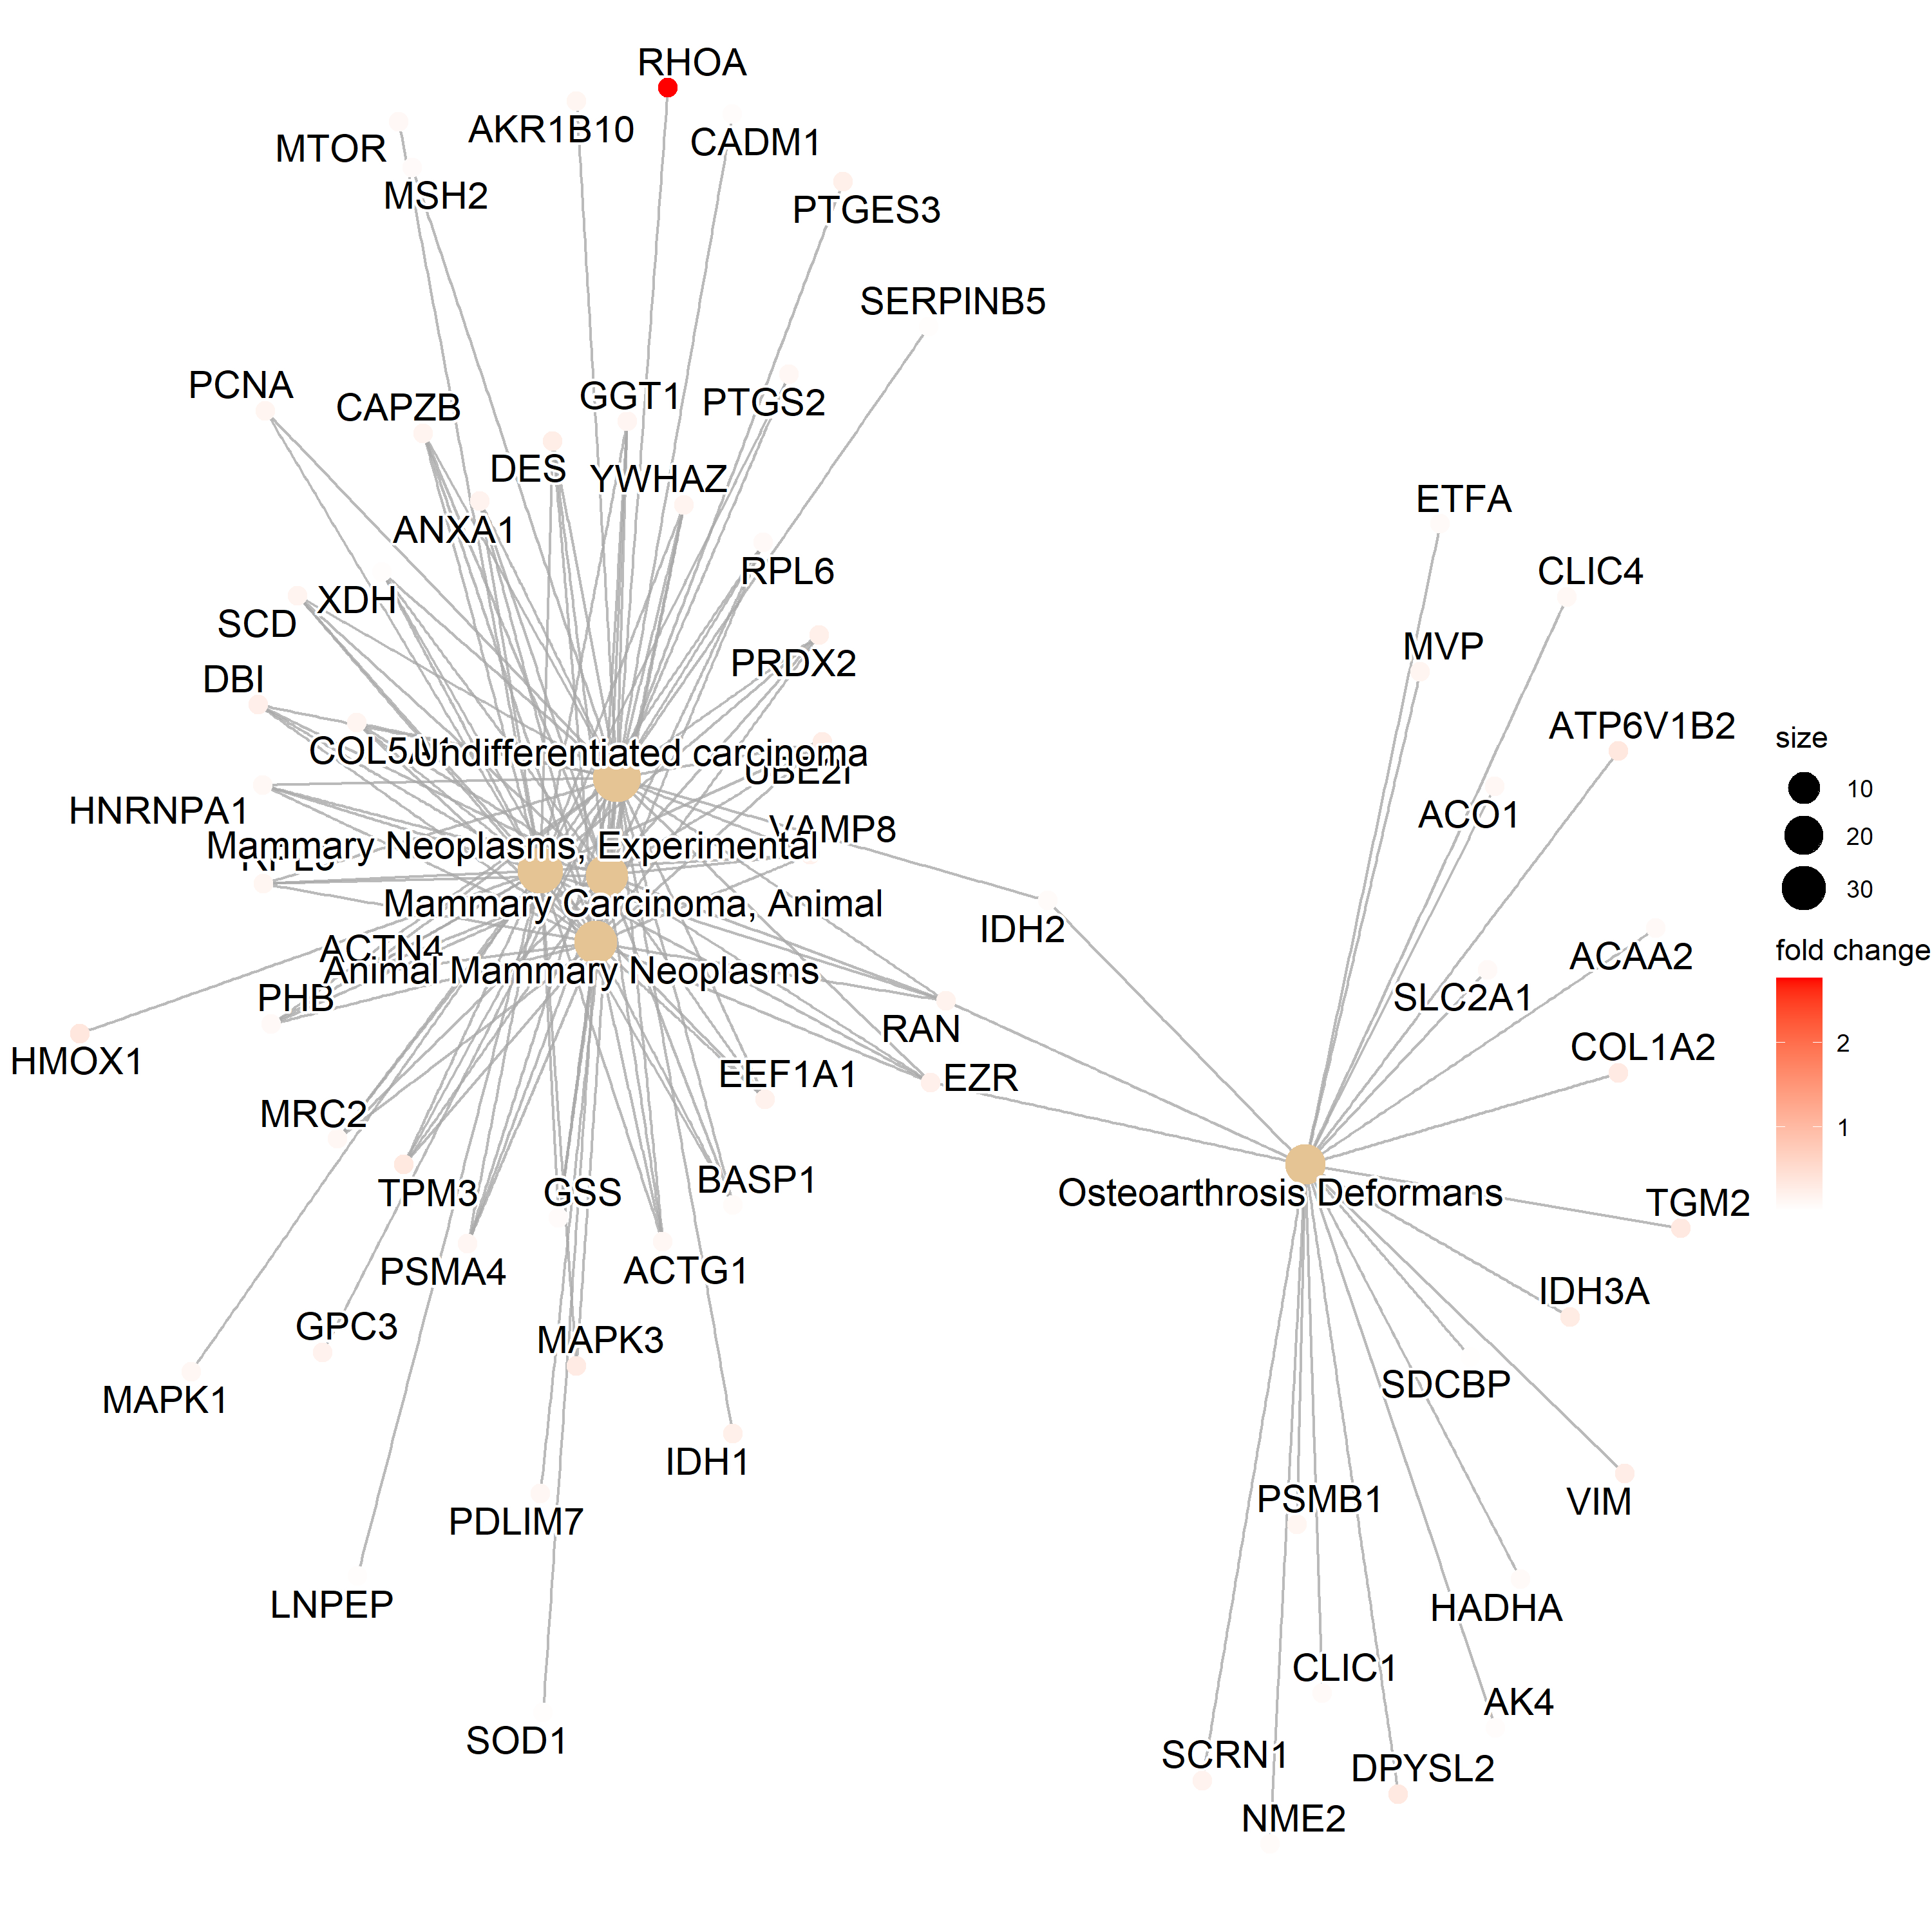 RHOA
AKR1B10
CADM1
MTOR
MSH2
PTGES3
SERPINB5
PCNA
CAPZB
GGT1
PTGS2
DES
YWHAZ
ANXA1
RPL6
XDH
SCD
PRDX2
DBI
Undifferentiated carcinoma
UBE2I
HNRNPA1
VAMP8
Mammary Neoplasms, Experimental
Mammary Carcinoma, Animal
IDH2
ACTN4
Animal Mammary Neoplasms
PHB
RAN
HMOX1
EEF1A1
EZR
MRC2
TPM3
GSS
BASP1
PSMA4
ACTG1
GPC3
MAPK3
MAPK1
IDH1
PDLIM7
LNPEP
SOD1
ETFA
CLIC4
MVP
ATP6V1B2
ACO1
ACAA2
SLC2A1
COL1A2
Osteoarthrosis Deformans
TGM2
IDH3A
SDCBP
PSMB1
VIM
HADHA
CLIC1
AK4
SCRN1
DPYSL2
NME2
size
10
20
30
fold change
2
1